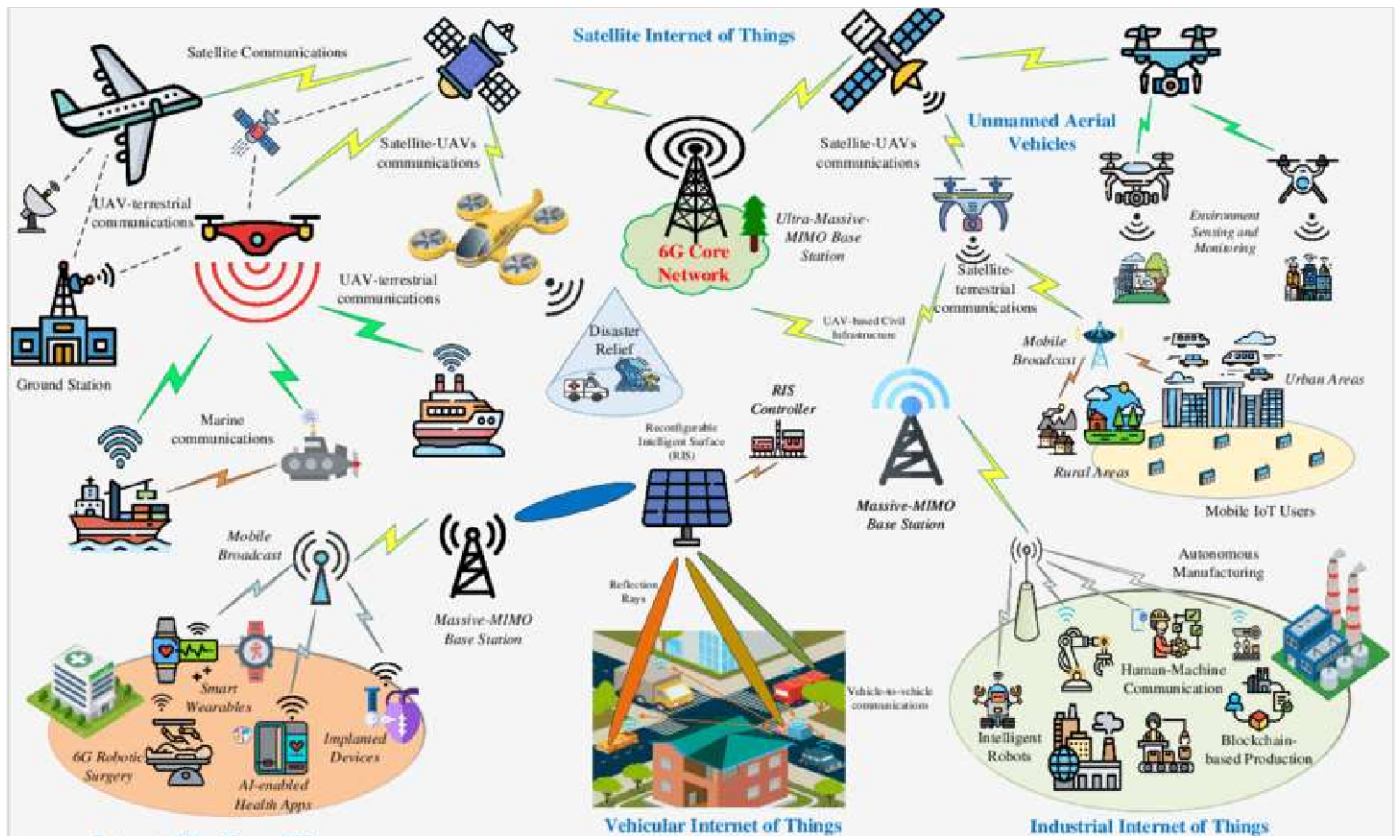 Satellite Internet of Things
Satellite Communications
Satellite-UAVs
communications
Satellite-UAVs
communications
Unmanned Aerial
Vehicles
UAV-terrestrial
communications
6G Core
Network
Ultra-Massive-
MIMO Base
Station
Environment
Sensing and
Monitoring
UAV-terrestrial
communications
Satellite-
terrestrial
communications
Ground Station
Disaster
Relief
UAV-based Civil
Infrastructure
Mobile
Broadcast
Urban Areas
Marine
communications
Reconfigurable
Intelligent Surface
(RIS)
RIS
Controller
Rural Areas
Massive-MIMO
Base Station
Mobile IoT Users
Mobile
Broadcast
Massive-MIMO
Base Station
Reflection
Rays
Autonomous
Manufacturing
Smart
Wearables
6G Robotic
Surgery
AI-enabled
Health Apps
Implanted
Devices
Vehicle-to-vehicle
communications
Human-Machine
Communication
Intelligent
Robots
Blockchain-
based Production
Vehicular Internet of Things
Industrial Internet of Things